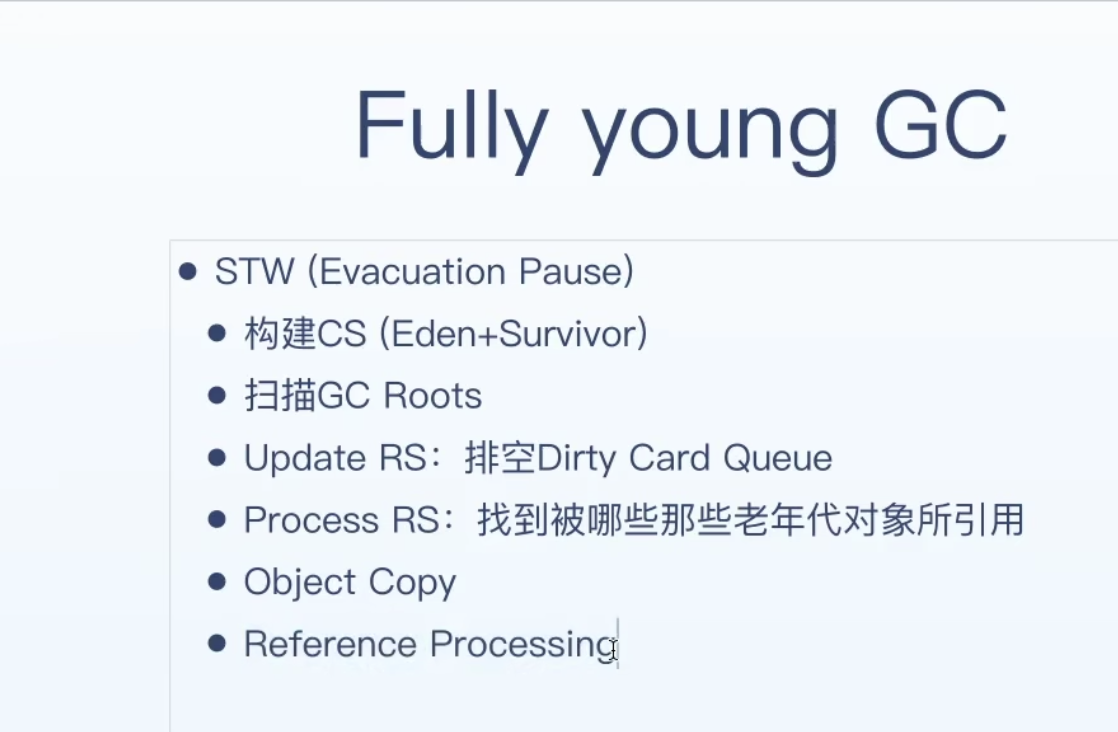 Fully young GC
STW (Evacuation Pause)
构建CS (Eden+Survivor)
扫描GC Roots
Update RS：排空Dirty Card Queue
Process RS：找到被哪些那些老年代对象所引用
Object Copy
Reference Processing